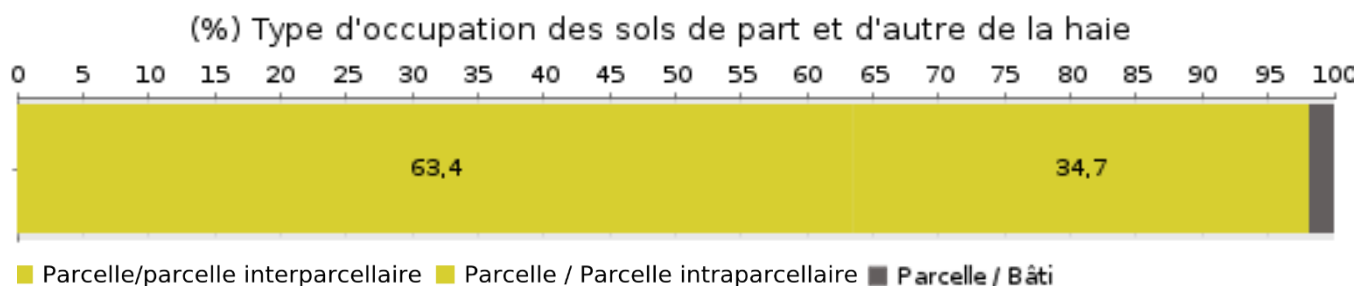 (%) Type d'occupation des sols de part et d'autre de la haie
0 5 10 15 20 25 30 35 40 45 50 55 60 65 70 75 80 85 90 95 100
63,4 34,7
Parcelle/parcelle interparcellaire Parcelle / Parcelle intraparcellaire Parcelle / Bâti